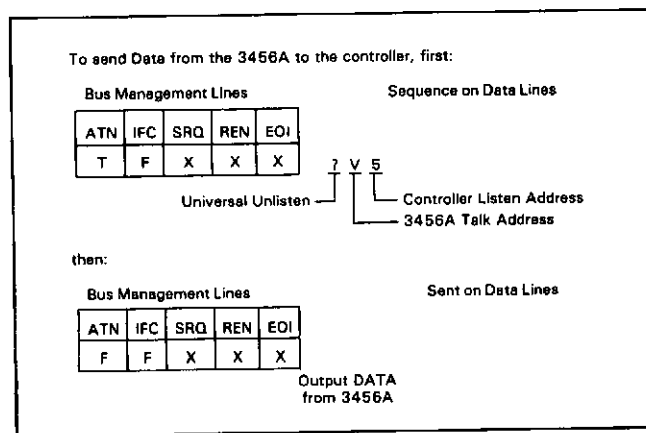 To send Data from the 3456A to the controller, first:
Bus Management Lines
Sequence on Data Lines
ATN IFC SRQ REN EOI
T F X X X
? V 5
Universal Unlisten
Controller Listen Address
3456A Talk Address
then:
Bus Management Lines
Sent on Data Lines
ATN IFC SRQ REN EOI
F F X X X
Output DATA
from 3456A